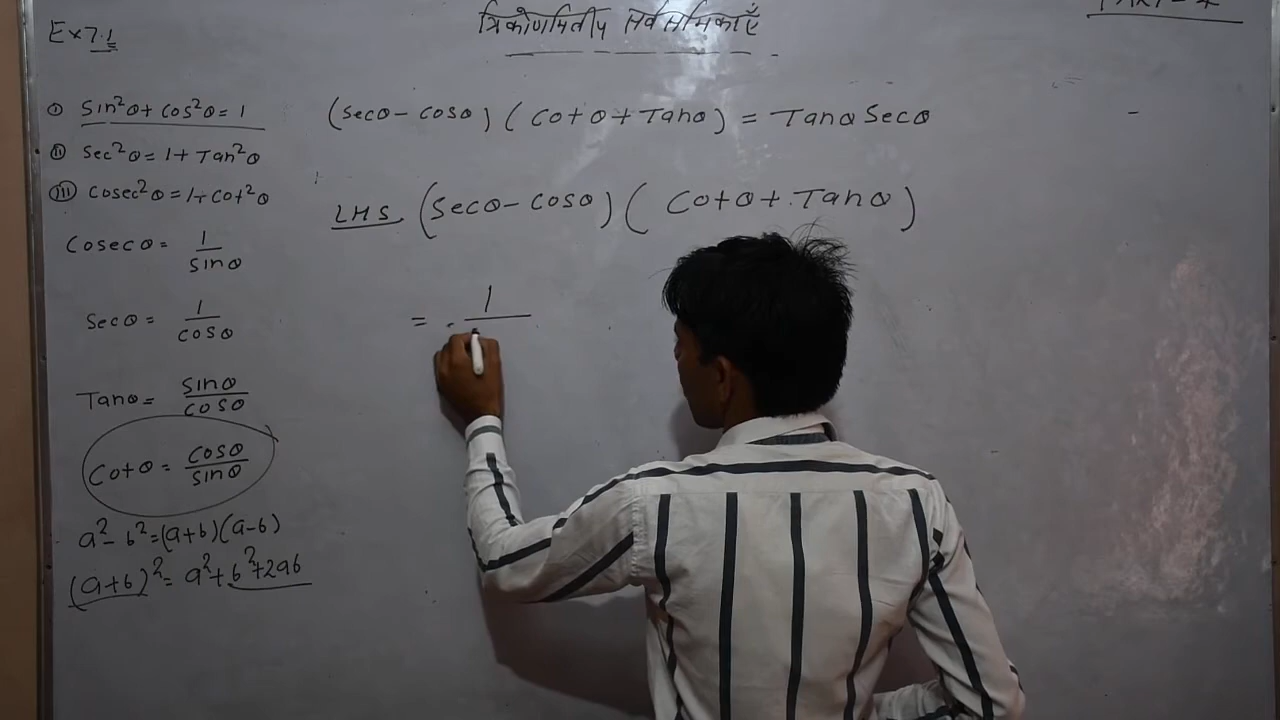 Ex 7.1
त्रिकोणमितीय सर्वसमिकाएँ
① Sin²θ + Cos²θ = 1
② Sec²θ = 1 + Tan²θ
③ Cosec²θ = 1 + Cot²θ
Cosecθ = 1/Sinθ
Secθ = 1/Cosθ
Tanθ = Sinθ/Cosθ
Cotθ = Cosθ/Sinθ
a² - b² = (a+b)(a-b)
(a+b)² = a² + b² + 2ab
(Secθ - Cosθ)(Cotθ + Tanθ) = Tanθ Secθ
LHS (Secθ - Cosθ)(Cotθ + Tanθ)
= 1